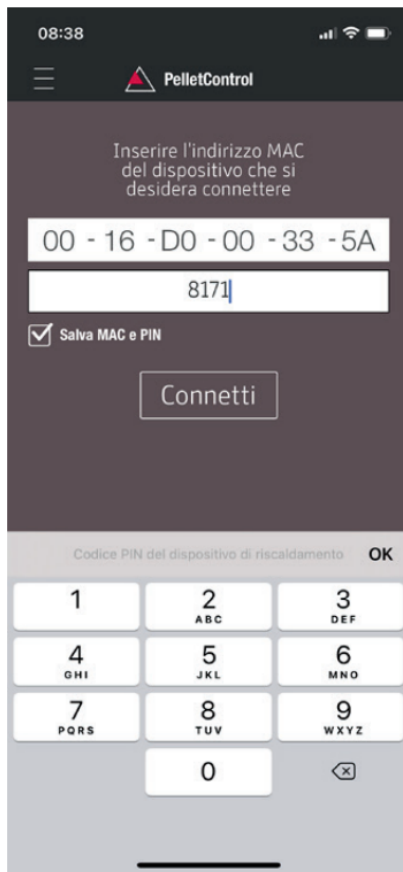 08:38
PelletControl
Inserire l'indirizzo MAC
del dispositivo che si
desidera connettere
00 - 16 - D0 - 00 - 33 - 5A
8171
Salva MAC e PIN
Connetti
Codice PIN del dispositivo di riscaldamento OK
1 2 3
ABC DEF
4 5 6
GHI JKL MNO
7 8 9
PQRS TUV WXYZ
0